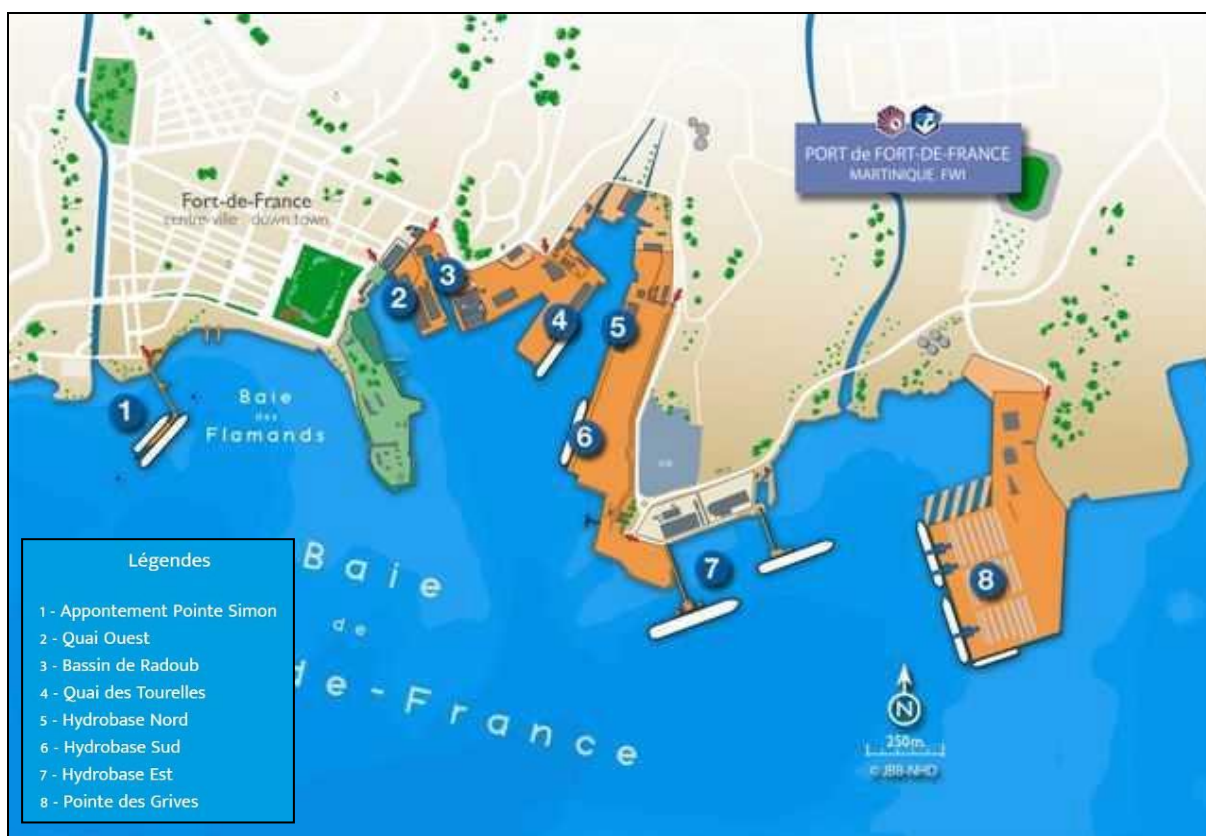 PORT de FORT-DE-FRANCE
MARTINIQUE FWI
Fort-de-France
centre-ville down town
2
3
4
5
1
Baie
des
Flamands
6
7
8
Baie
de
de-France
N
250m.
© JBB-NHD
Légendes
1 - Appontement Pointe Simon
2 - Quai Ouest
3 - Bassin de Radoub
4 - Quai des Tourelles
5 - Hydrobase Nord
6 - Hydrobase Sud
7 - Hydrobase Est
8 - Pointe des Grives